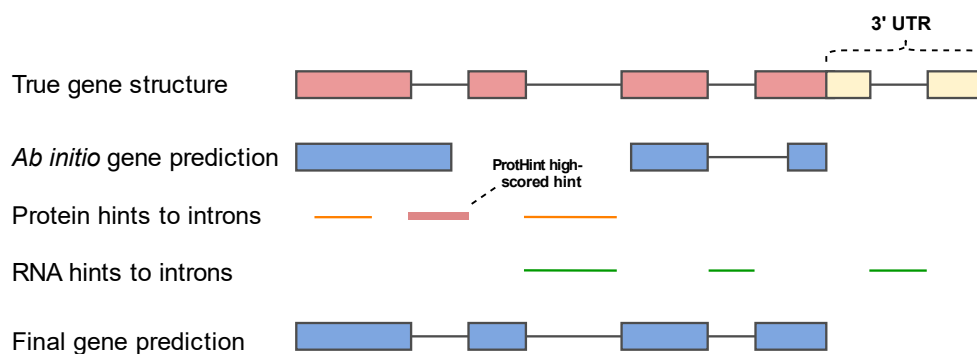 3' UTR
True gene structure
Ab initio gene prediction
ProtHint high-
scored hint
Protein hints to introns
RNA hints to introns
Final gene prediction